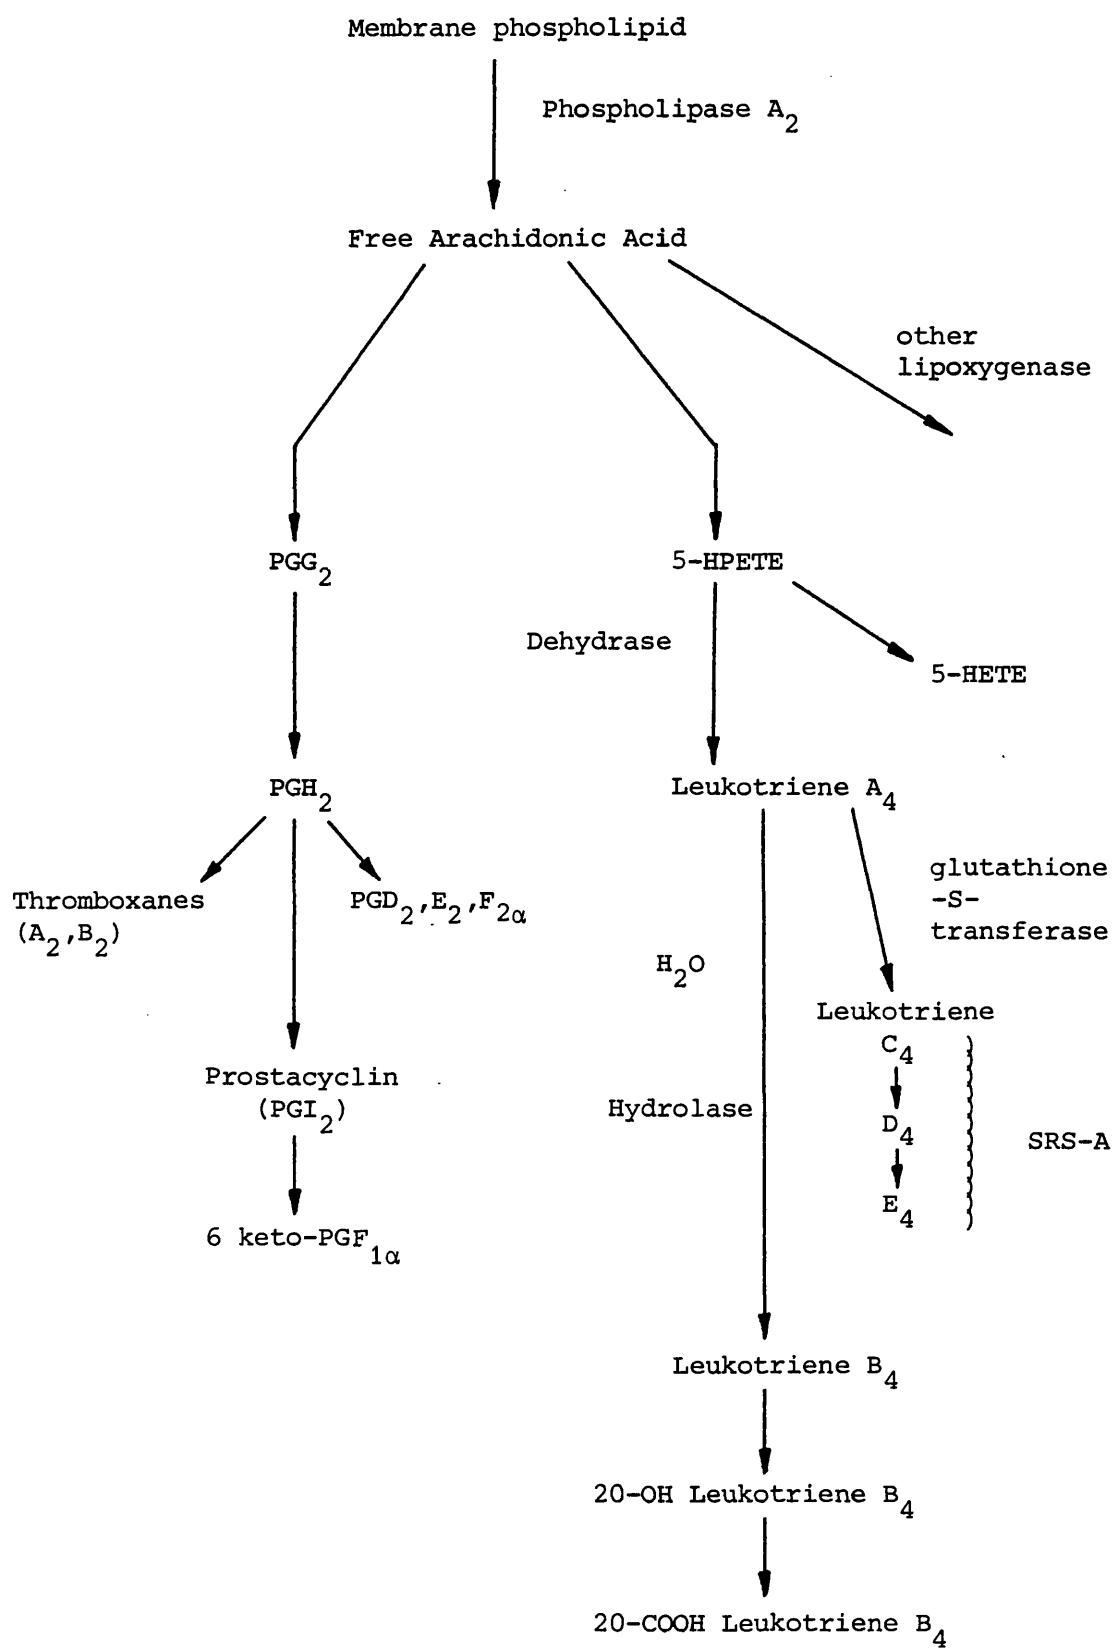 Membrane phospholipid
Phospholipase A2
Free Arachidonic Acid
other
lipoxygenase
PGG2
5-HPETE
Dehydrase
5-HETE
PGH2
Leukotriene A4
Thromboxanes
(A2,B2)
PGD2,E2,F2α
glutathione
-S-
transferase
H2O
Leukotriene
C4
D4
E4
SRS-A
Prostacyclin
(PGI2)
Hydrolase
6 keto-PGF1α
Leukotriene B4
20-OH Leukotriene B4
20-COOH Leukotriene B4